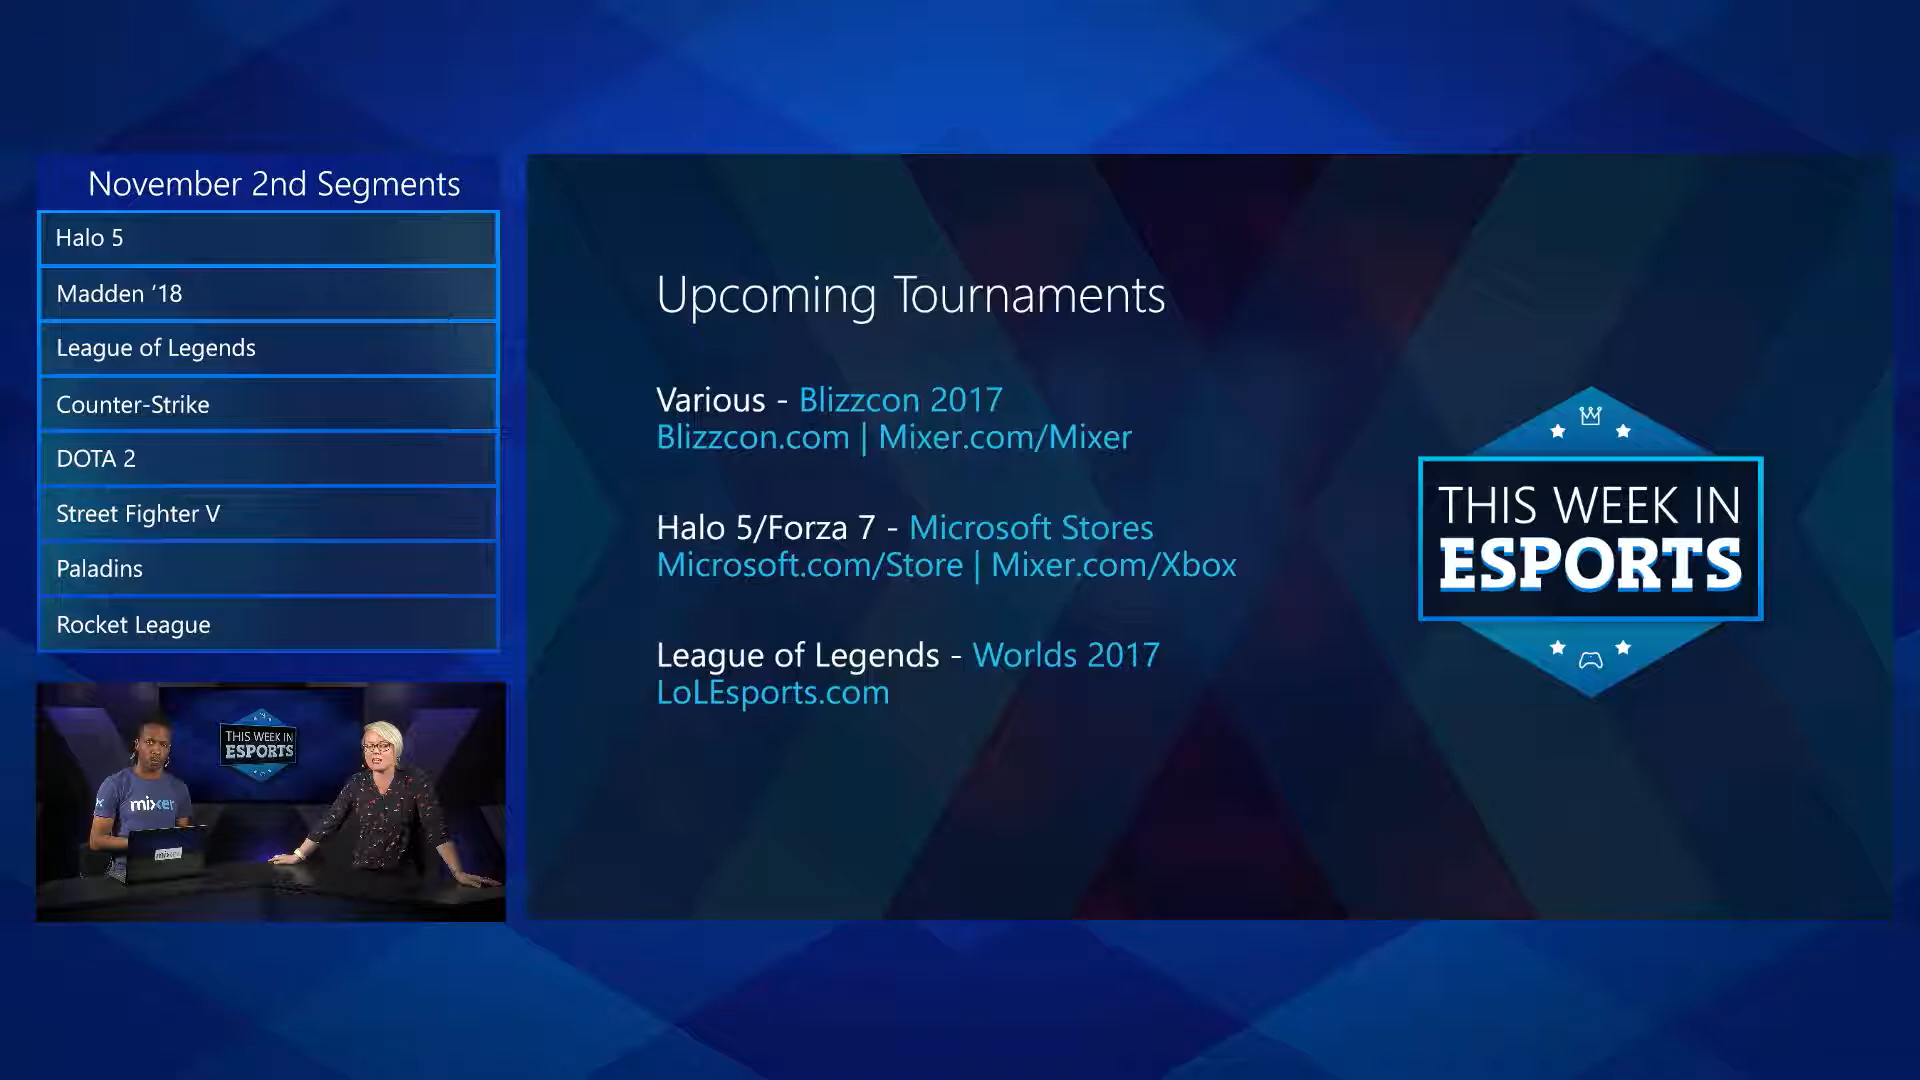 November 2nd Segments
Halo 5
Madden ‘18
League of Legends
Counter-Strike
DOTA 2
Street Fighter V
Paladins
Rocket League
Upcoming Tournaments
Various - Blizzcon 2017
Blizzcon.com | Mixer.com/Mixer
Halo 5/Forza 7 - Microsoft Stores
Microsoft.com/Store | Mixer.com/Xbox
League of Legends - Worlds 2017
LoLEsports.com
THIS WEEK IN
ESPORTS
THIS WEEK IN
ESPORTS
mixer
mixer